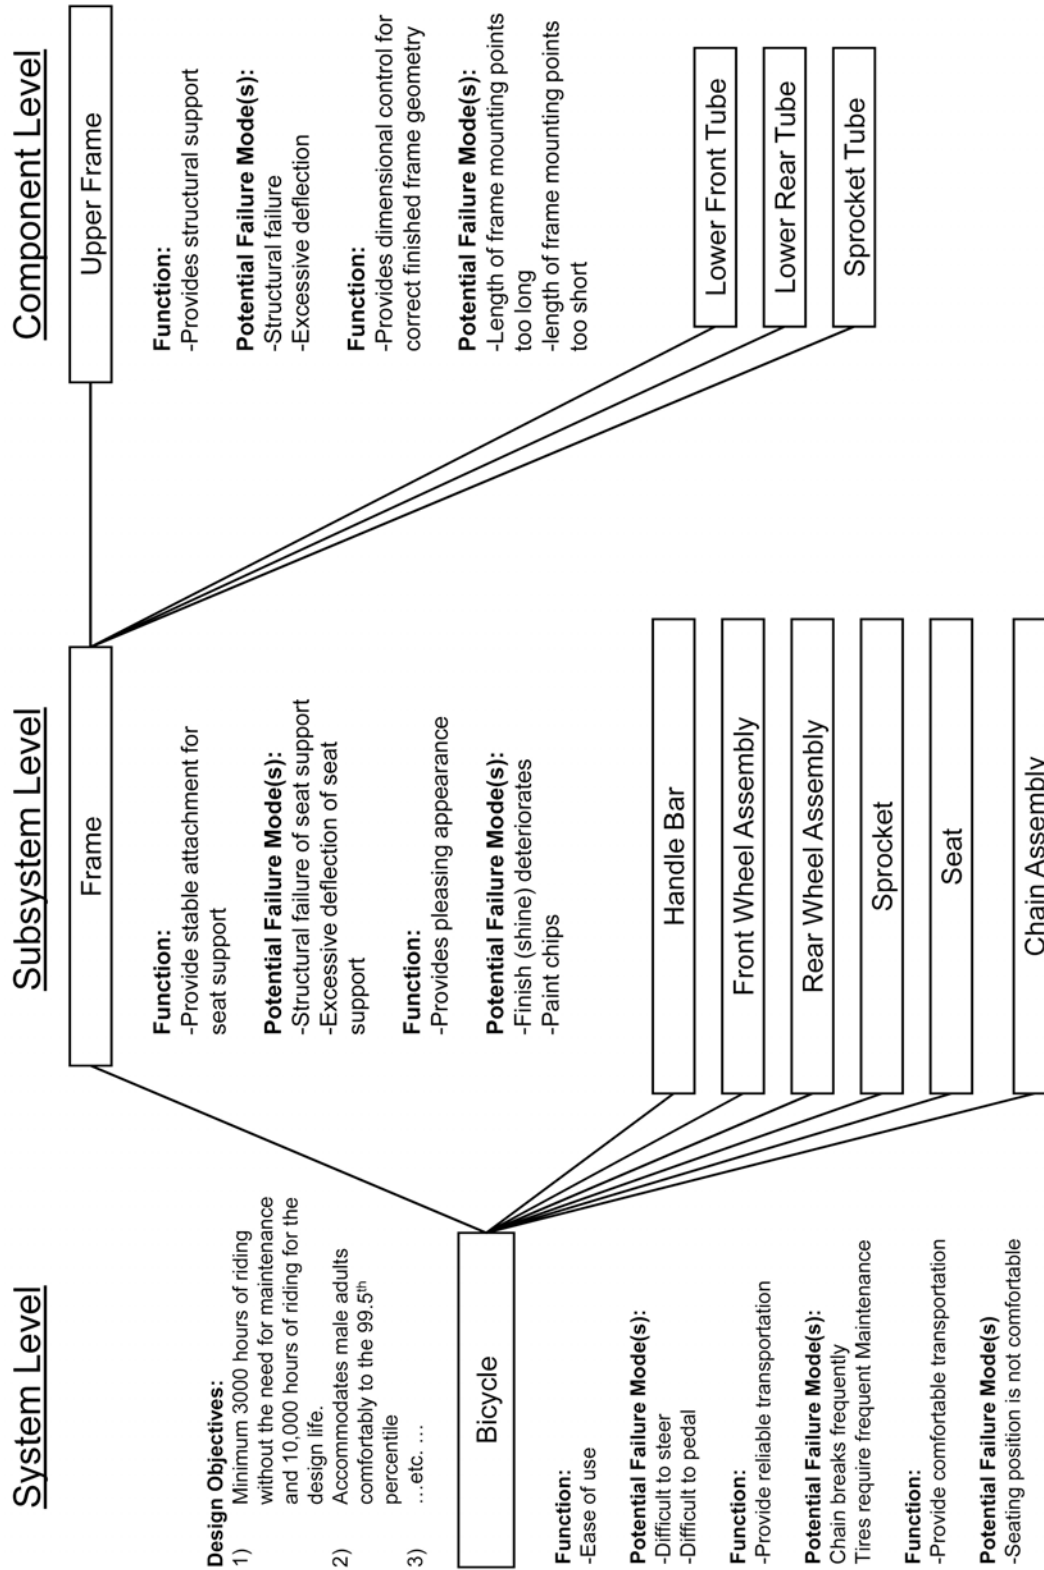 System Level
Design Objectives:
1) Minimum 3000 hours of riding
without the need for maintenance
and 10,000 hours of riding for the
design life.
2) Accommodates male adults
comfortably to the 99.5th
percentile
3) …etc. …
Bicycle
Function:
-Ease of use
Potential Failure Mode(s):
-Difficult to steer
-Difficult to pedal
Function:
-Provide reliable transportation
Potential Failure Mode(s):
Chain breaks frequently
Tires require frequent Maintenance
Function:
-Provide comfortable transportation
Potential Failure Mode(s)
-Seating position is not comfortable
Subsystem Level
Frame
Function:
-Provide stable attachment for
seat support
Potential Failure Mode(s):
-Structural failure of seat support
-Excessive deflection of seat
support
Function:
-Provides pleasing appearance
Potential Failure Mode(s):
-Finish (shine) deteriorates
-Paint chips
Handle Bar
Front Wheel Assembly
Rear Wheel Assembly
Sprocket
Seat
Chain Assembly
Component Level
Upper Frame
Function:
-Provides structural support
Potential Failure Mode(s):
-Structural failure
-Excessive deflection
Function:
-Provides dimensional control for
correct finished frame geometry
Potential Failure Mode(s):
-Length of frame mounting points
too long
-length of frame mounting points
too short
Lower Front Tube
Lower Rear Tube
Sprocket Tube